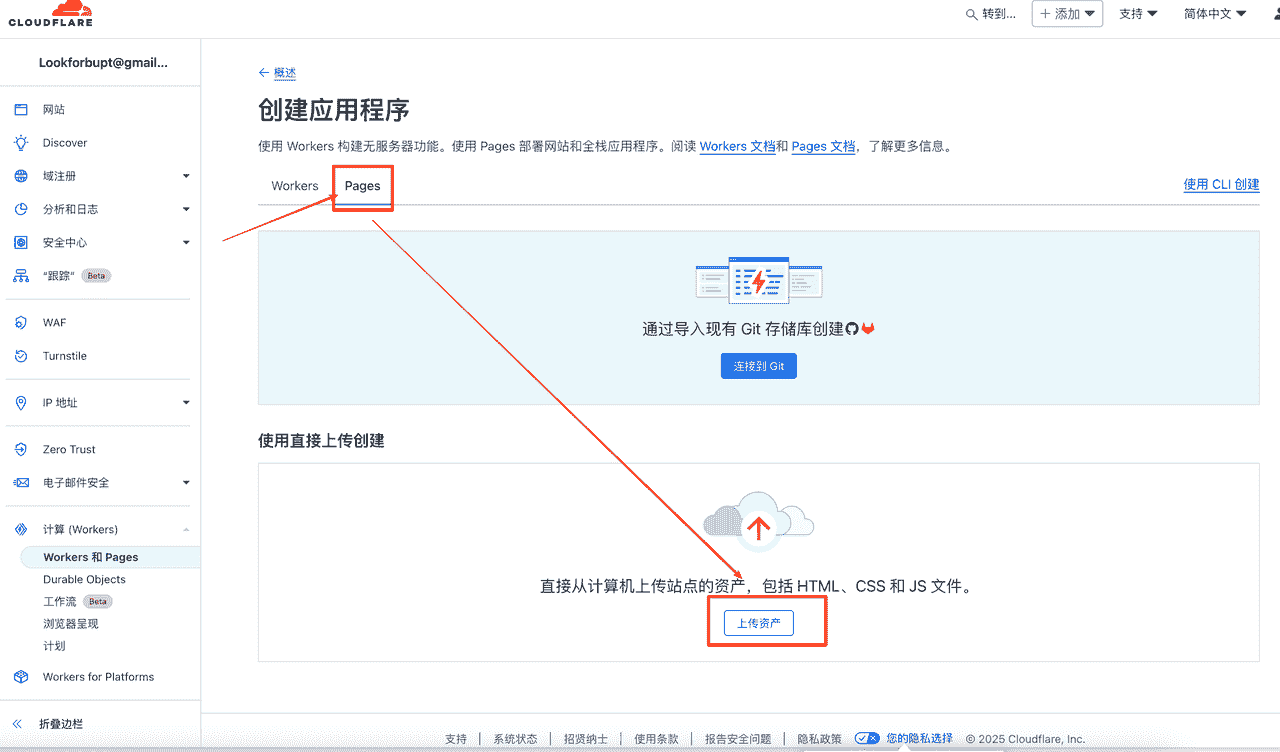 CLOUDFLARE
转到...
添加
支持
简体中文
Lookforbupt@gmail...
网站
Discover
域注册
分析和日志
安全中心
“跟踪” Beta
WAF
Turnstile
IP 地址
Zero Trust
电子邮件安全
计算 (Workers)
Workers 和 Pages
Durable Objects
工作流 Beta
浏览器呈现
计划
Workers for Platforms
折叠边栏
概述
创建应用程序
使用 Workers 构建无服务器功能。使用 Pages 部署网站和全栈应用程序。阅读 Workers 文档和 Pages 文档，了解更多信息。
Workers
Pages
使用 CLI 创建
通过导入现有 Git 存储库创建
连接到 Git
使用直接上传创建
直接从计算机上传站点的资产，包括 HTML、CSS 和 JS 文件。
上传资产
支持 | 系统状态 | 招贤纳士 | 使用条款 | 报告安全问题 | 隐私政策 您的隐私选择 © 2025 Cloudflare, Inc.